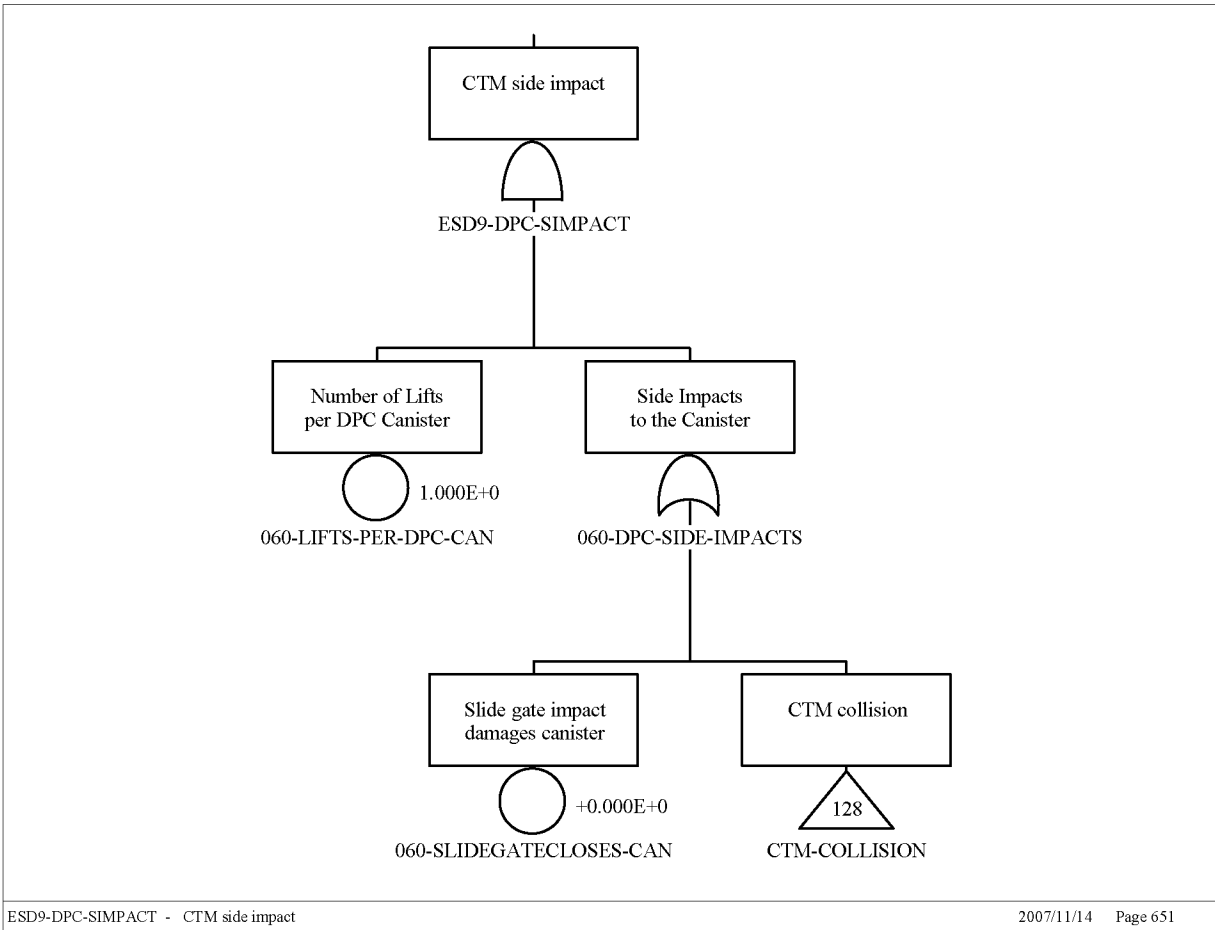 CTM side impact
ESD9-DPC-SIMPACT
Number of Lifts
per DPC Canister
1.000E+0
060-LIFTS-PER-DPC-CAN
Side Impacts
to the Canister
060-DPC-SIDE-IMPACTS
Slide gate impact
damages canister
+0.000E+0
060-SLIDEGATECLOSES-CAN
CTM collision
128
CTM-COLLISION
ESD9-DPC-SIMPACT - CTM side impact
2007/11/14 Page 651